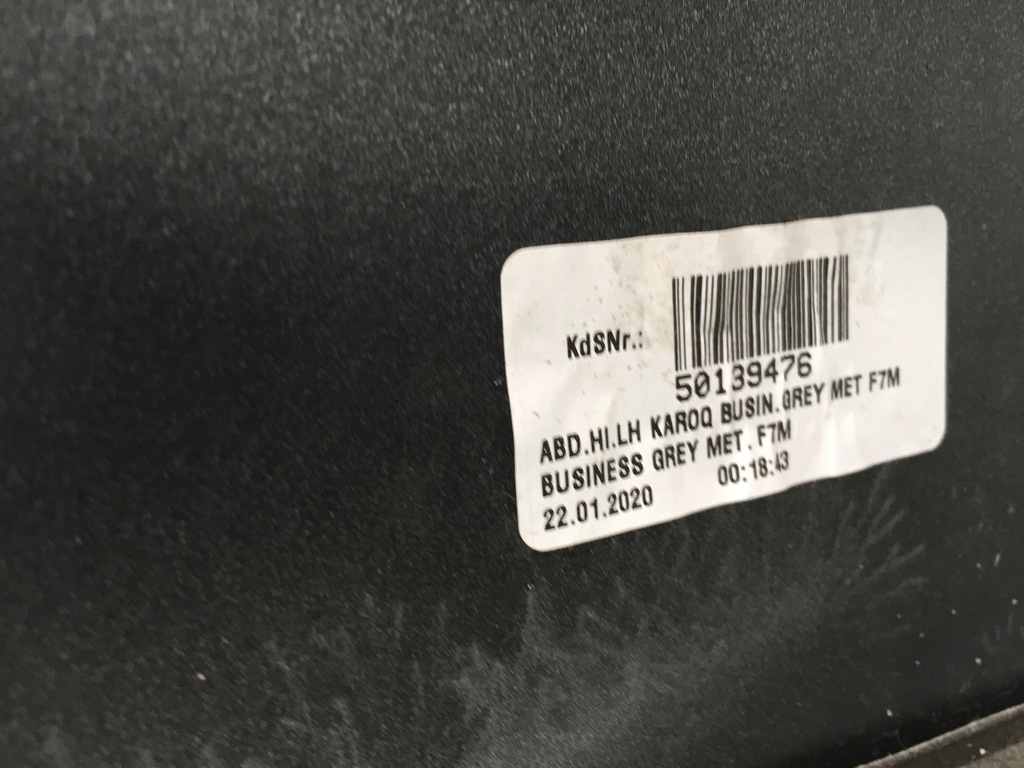 KdSNr.:
50139476
ABD.HI.LH KAROQ BUSIN.GREY MET F7M
BUSINESS GREY MET. F7M
22.01.2020 00:18:43